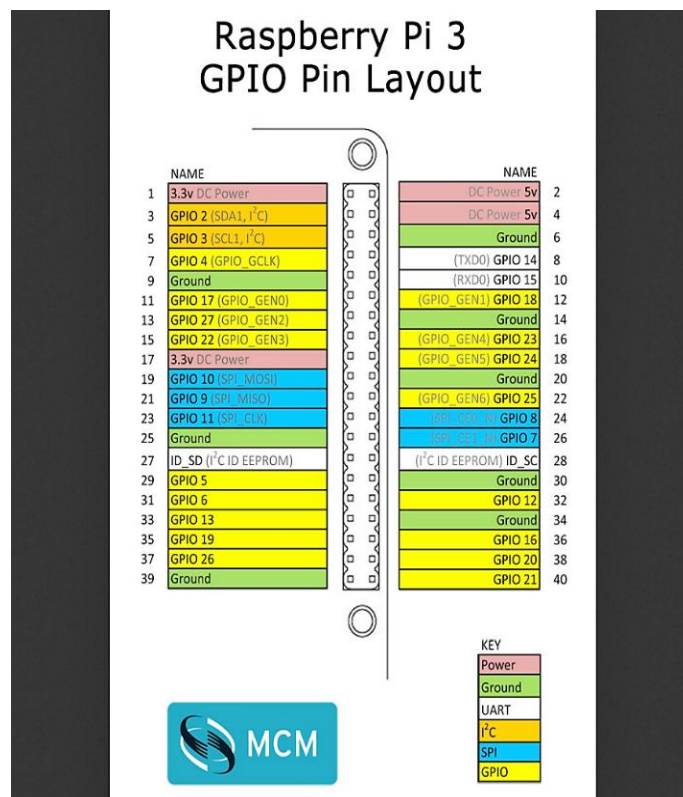 Raspberry Pi 3
GPIO Pin Layout
NAME NAME
1 3.3v DC Power DC Power 5v 2
3 GPIO 2 (SDA1, I²C) DC Power 5v 4
5 GPIO 3 (SCL1, I²C) Ground 6
7 GPIO 4 (GPIO_GCLK) (TXD0) GPIO 14 8
9 Ground (RXD0) GPIO 15 10
11 GPIO 17 (GPIO_GEN0) (GPIO_GEN1) GPIO 18 12
13 GPIO 27 (GPIO_GEN2) Ground 14
15 GPIO 22 (GPIO_GEN3) (GPIO_GEN4) GPIO 23 16
17 3.3v DC Power (GPIO_GEN5) GPIO 24 18
19 GPIO 10 (SPI_MOSI) Ground 20
21 GPIO 9 (SPI_MISO) (GPIO_GEN6) GPIO 25 22
23 GPIO 11 (SPI_CLK) (SPI_CE0_N) GPIO 8 24
25 Ground (SPI_CE1_N) GPIO 7 26
27 ID_SD (I²C ID EEPROM) (I²C ID EEPROM) ID_SC 28
29 GPIO 5 Ground 30
31 GPIO 6 GPIO 12 32
33 GPIO 13 Ground 34
35 GPIO 19 GPIO 16 36
37 GPIO 26 GPIO 20 38
39 Ground GPIO 21 40
KEY
Power
Ground
UART
I²C
SPI
GPIO
MCM